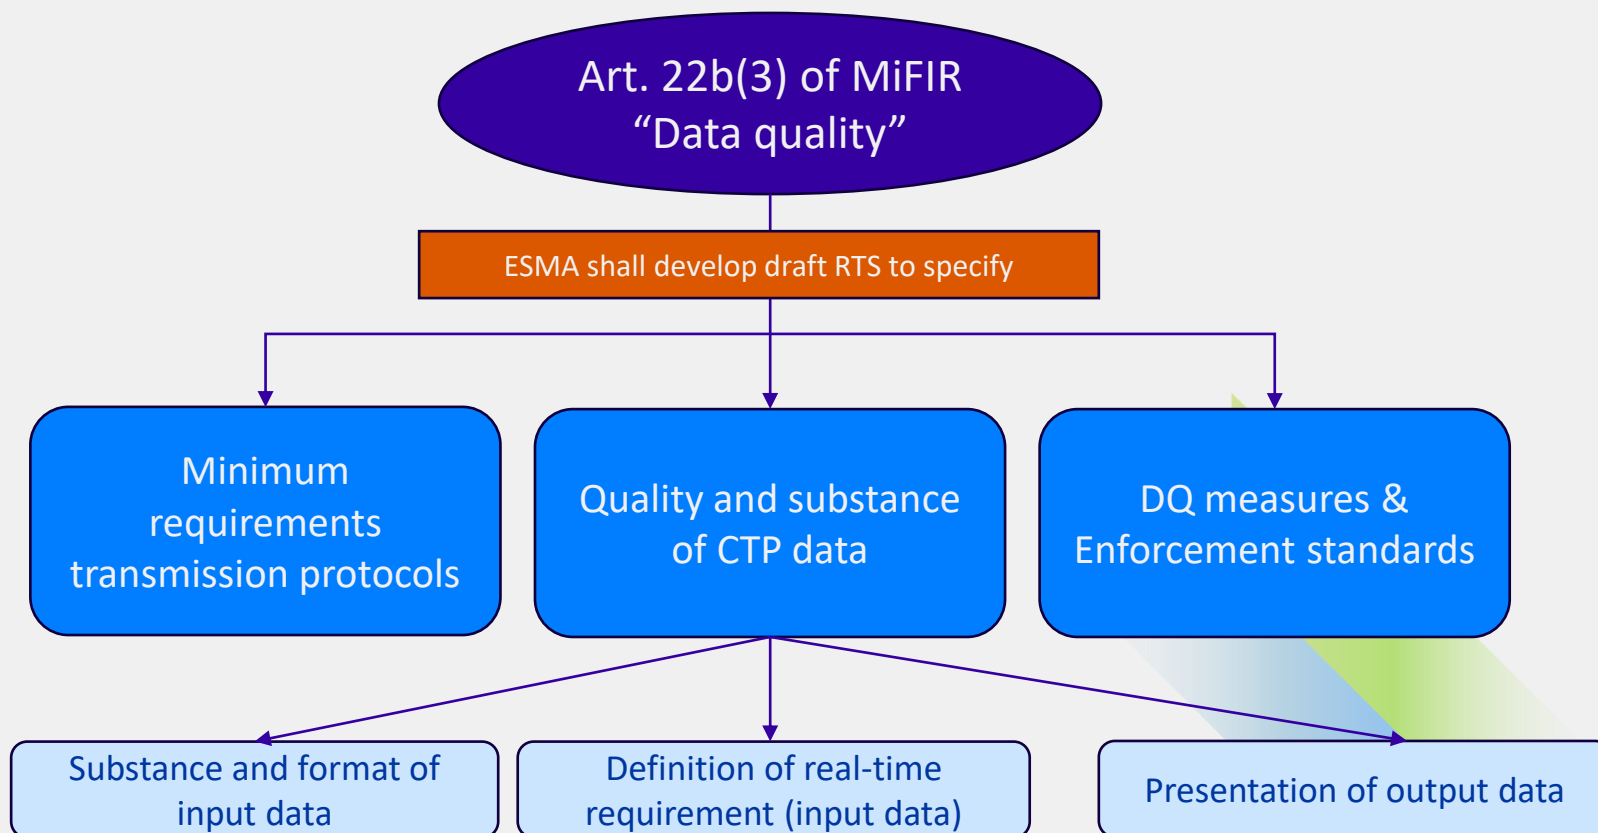 Art. 22b(3) of MiFIR
“Data quality”
ESMA shall develop draft RTS to specify
Minimum
requirements
transmission protocols
Quality and substance
of CTP data
DQ measures &
Enforcement standards
Substance and format of
input data
Definition of real-time
requirement (input data)
Presentation of output data